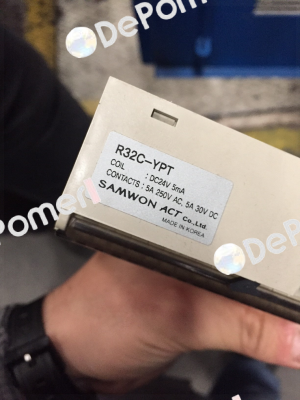 DePomera
R32C-YPT
COIL : DC24V 5mA
CONTACTS : 5A 250V AC, 5A 30V DC
SAMWON ACT Co.,Ltd.
MADE IN KOREA